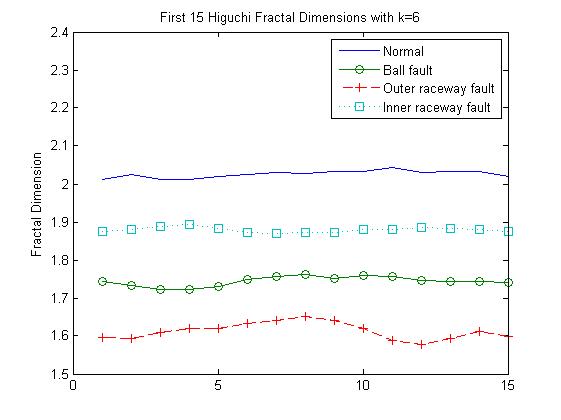 First 15 Higuchi Fractal Dimensions with k=6
2.4
2.3
2.2
2.1
2
1.9
1.8
1.7
1.6
1.5
Fractal Dimension
Normal
Ball fault
Outer raceway fault
Inner raceway fault
0
5
10
15